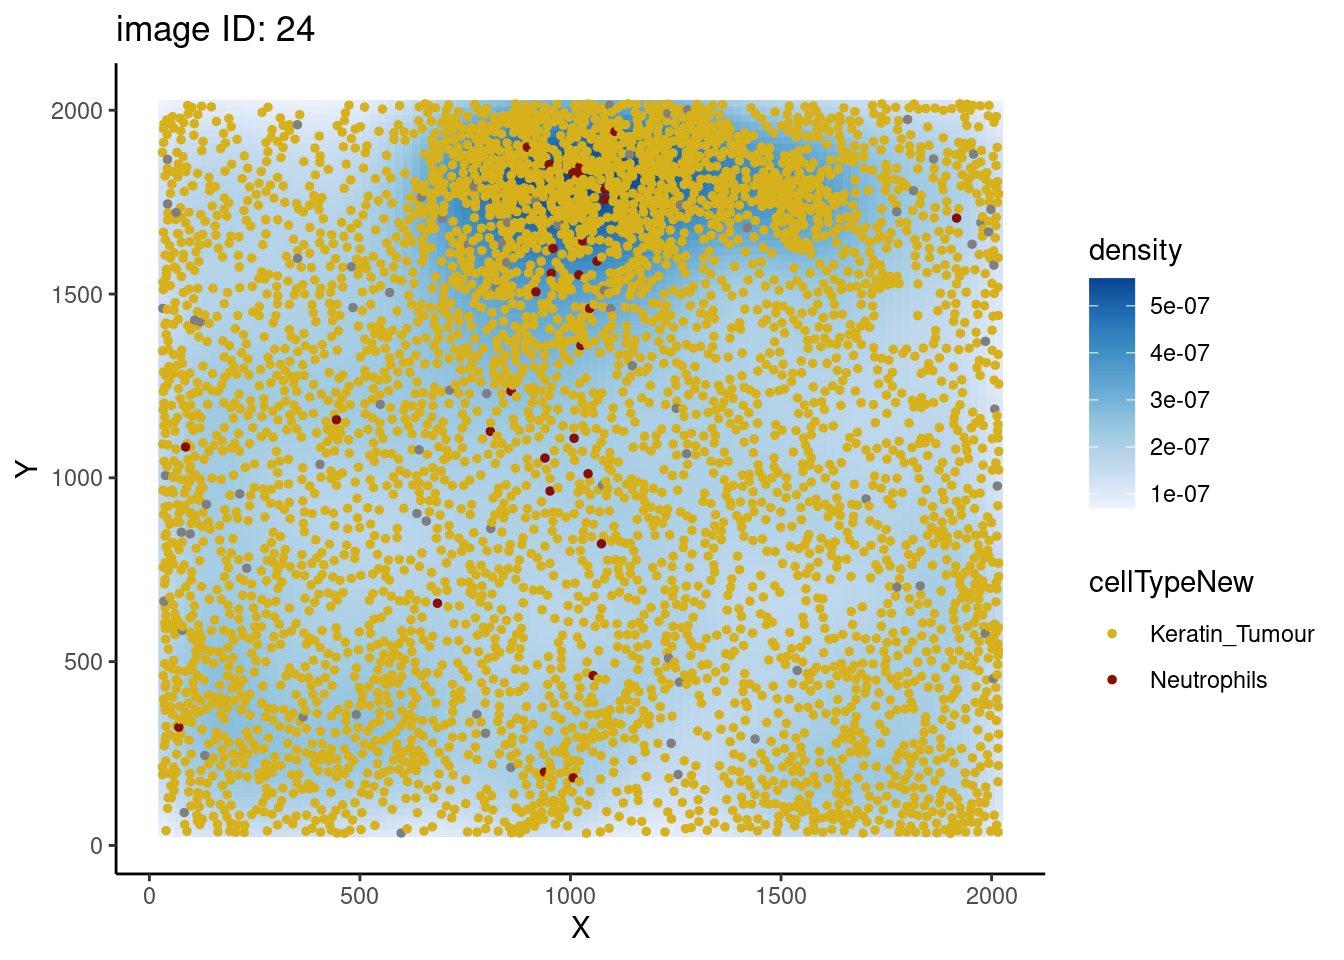 image ID: 24
2000
1500
1000
500
0
Y
0 500 1000 1500 2000
X
density
5e-07
4e-07
3e-07
2e-07
1e-07
cellTypeNew
Keratin_Tumour
Neutrophils